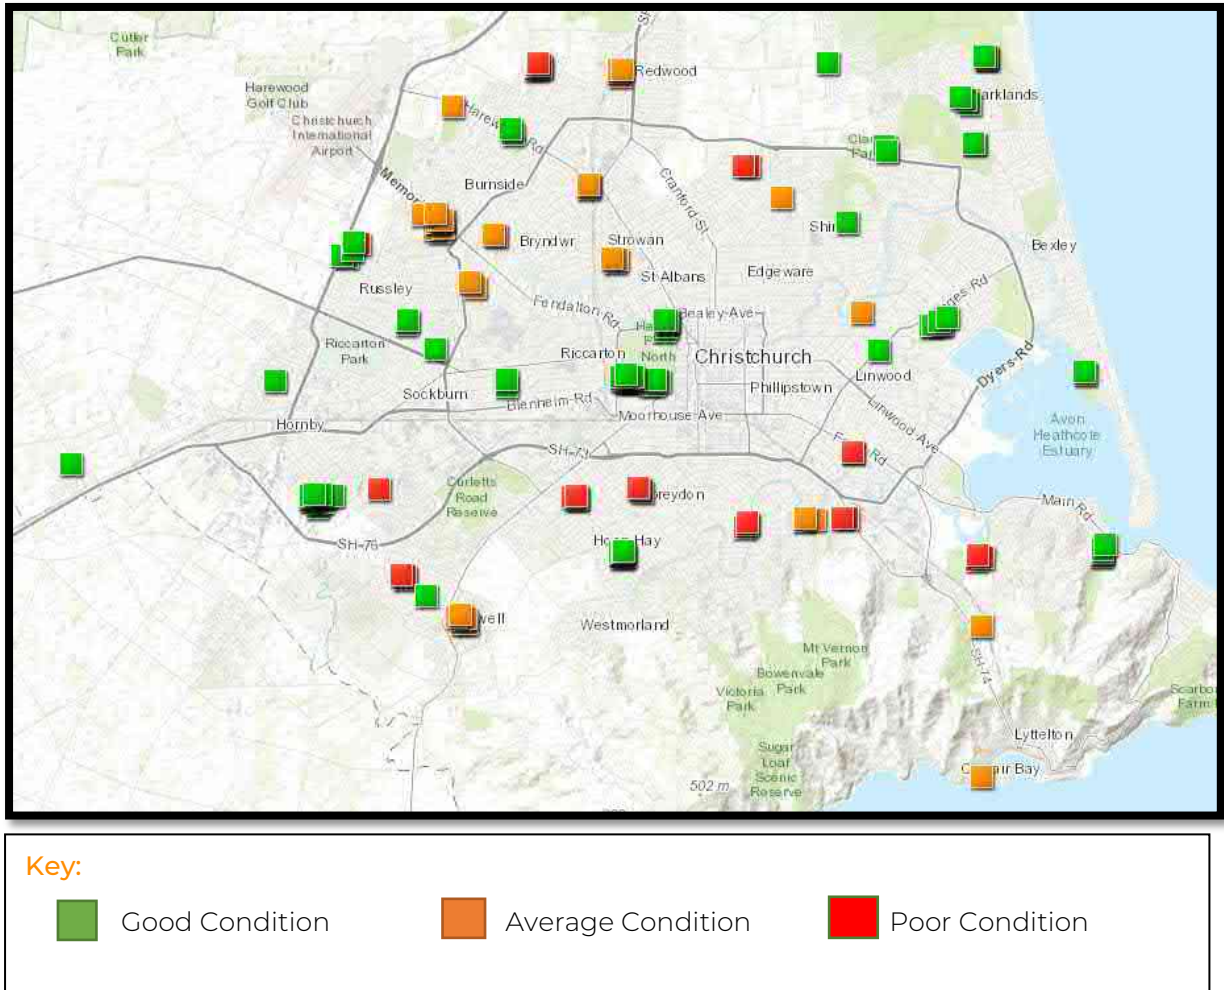 Cutler
Park
Redwood
Harewood
Golf Club
Christchurch
International
Airport
Burnside
Cranford-St
Bryndwr
Strowan
St-Albans
Edgeware
Bexley
Russley
Fendalton Rd
Bealey-Ave
Riccarton
Park
Riccarton
North
Christchurch
Sockburn
Blenheim-Rd
Phillipstown
Linwood
Dyers-Rd
Hornby
Moorhouse Ave
Linwood-Ave
Avon
Heathcote
Estuary
SH-73
Curletts
Road
Reserve
Main Rd
SH-76
Westmorland
Mt Vernon
Park
Bowenvale
Park
Victoria
Park
SH-74
Sugar
Loaf
Scenic
Reserve
502 m
Lyttelton
Key:
Good Condition
Average Condition
Poor Condition